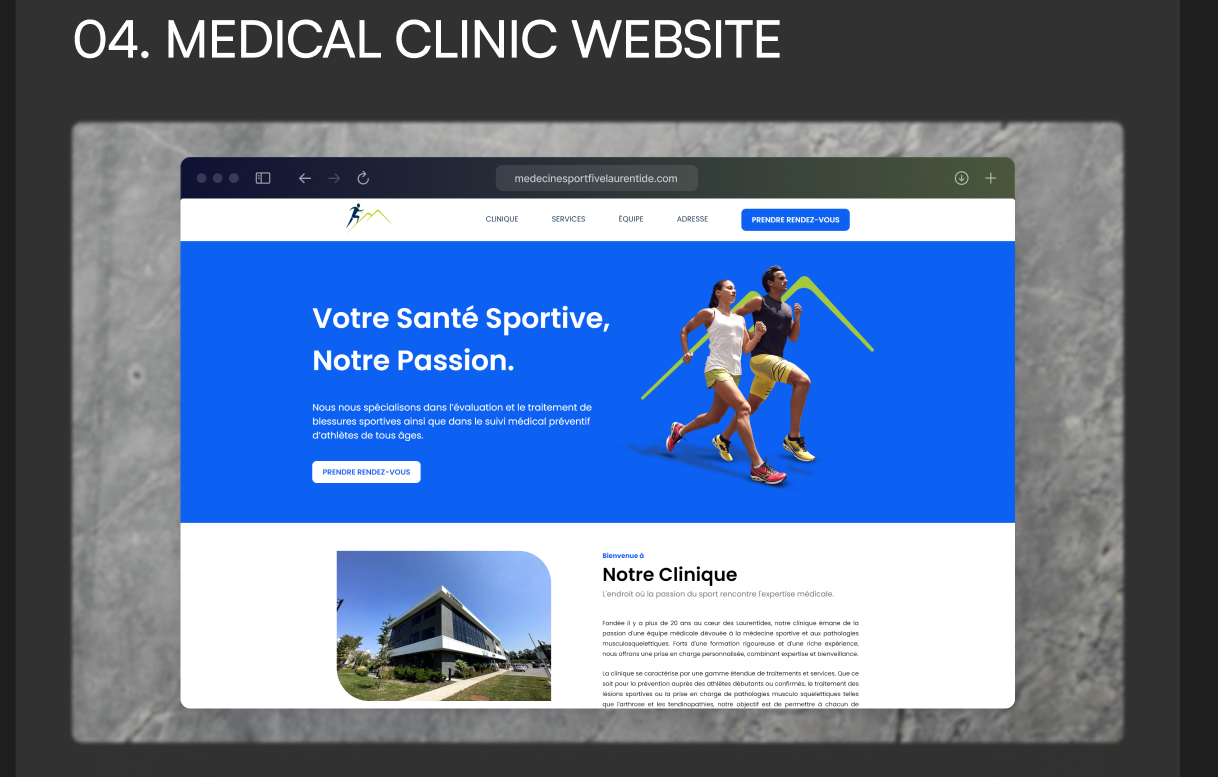 04. MEDICAL CLINIC WEBSITE
medecinesportfivelaurentide.com
CLINIQUE SERVICES ÉQUIPE ADRESSE PRENDRE RENDEZ-VOUS
Votre Santé Sportive,
Notre Passion.
Nous nous spécialisons dans l'évaluation et le traitement de
blessures sportives ainsi que dans le suivi médical préventif
d'athlètes de tous âges.
PRENDRE RENDEZ-VOUS
Bienvenue à
Notre Clinique
L'endroit où la passion du sport rencontre l'expertise médicale.
Fondée il y a plus de 20 ans au cœur des Laurentides, notre clinique émane de la
passion d'une équipe médicale dévouée à la médecine sportive et aux pathologies
musculosquelettiques. Forts d'une formation rigoureuse et d'une riche expérience,
nous offrons une prise en charge personnalisée, combinant expertise et bienveillance.
La clinique se caractérise par une gamme étendue de traitements et services. Que ce
soit pour la prévention auprès des athlètes débutants ou confirmés, le traitement des
lésions sportives ou la prise en charge de pathologies musculo squelettiques telles
que l'arthrose et les tendinopathies, notre objectif est de permettre à chacun de